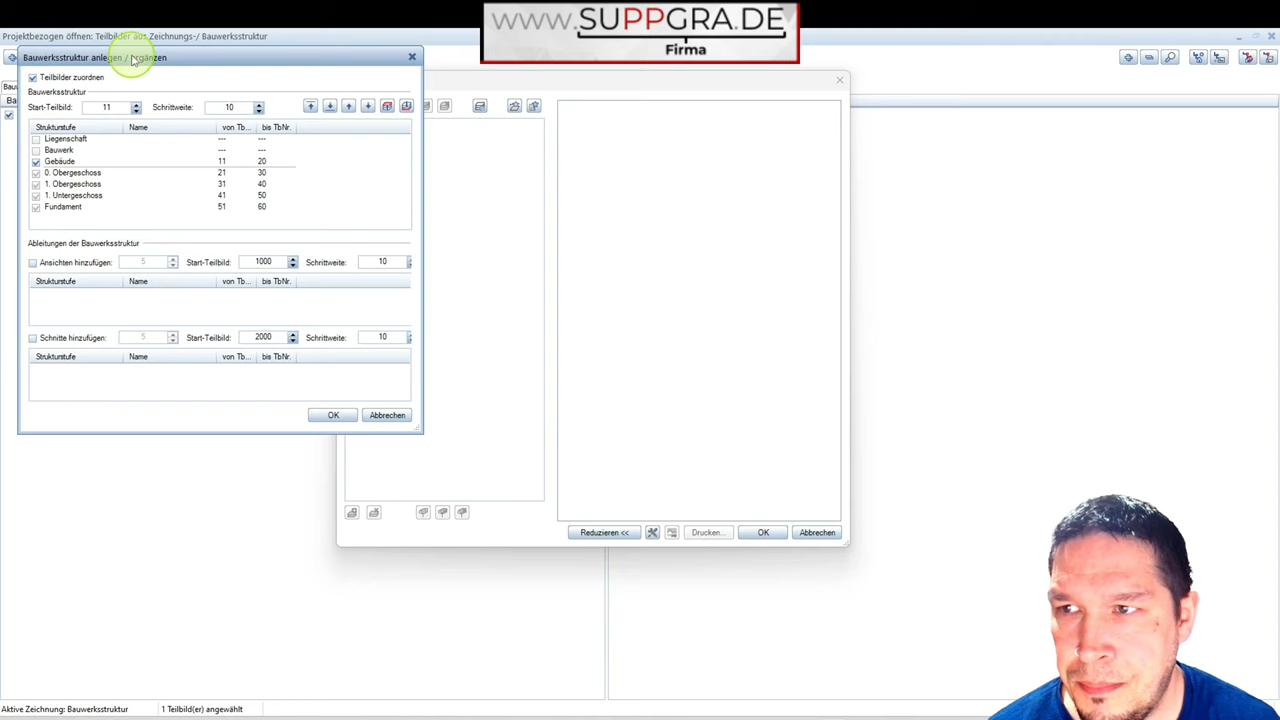 WWW.SUPPGRA.DE
Firma
Projektbezogen öffnen: Teilbilder aus Zeichnungs-/ Bauwerksstruktur
Bauwerksstruktur anlegen / ergänzen
Teilbilder zuordnen
Bauwerksstruktur
Start-Teilbild: 11 Schrittweite: 10
Strukturstufe Name von Tb... bis TbNr.
Liegenschaft --- ---
Bauwerk --- ---
Gebäude 11 20
0. Obergeschoss 21 30
1. Obergeschoss 31 40
1. Untergeschoss 41 50
Fundament 51 60
Ableitungen der Bauwerksstruktur
Ansichten hinzufügen: 5 Start-Teilbild: 1000 Schrittweite: 10
Strukturstufe Name von Tb... bis TbNr.
Schnitte hinzufügen: 5 Start-Teilbild: 2000 Schrittweite: 10
Strukturstufe Name von Tb... bis TbNr.
OK Abbrechen
Reduzieren << Drucken... OK Abbrechen
Aktive Zeichnung: Bauwerksstruktur 1 Teilbild(er) angewählt